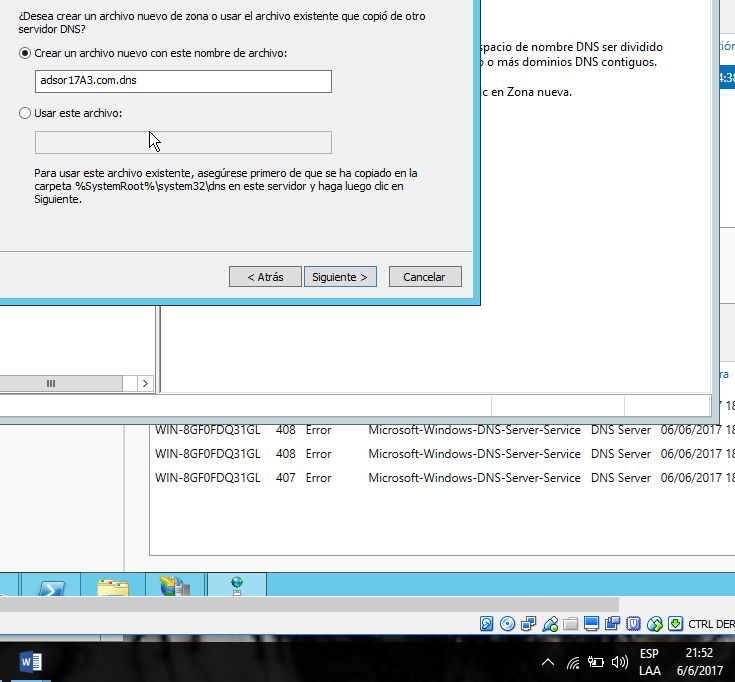 ¿Desea crear un archivo nuevo de zona o usar el archivo existente que copió de otro
servidor DNS?
Crear un archivo nuevo con este nombre de archivo:
adsor17A3.com.dns
Usar este archivo:
Para usar este archivo existente, asegúrese primero de que se ha copiado en la
carpeta %SystemRoot%\system32\dns en este servidor y haga luego clic en
Siguiente.
< Atrás
Siguiente >
Cancelar
spacio de nombre DNS ser dividido
o o más dominios DNS contiguos.
ic en Zona nueva.
ión
4:38
ra
WIN-8GF0FDQ31GL 408 Error Microsoft-Windows-DNS-Server-Service DNS Server 06/06/2017 18
WIN-8GF0FDQ31GL 408 Error Microsoft-Windows-DNS-Server-Service DNS Server 06/06/2017 18
WIN-8GF0FDQ31GL 407 Error Microsoft-Windows-DNS-Server-Service DNS Server 06/06/2017 18
CTRL DER
ESP
LAA
21:52
6/6/2017